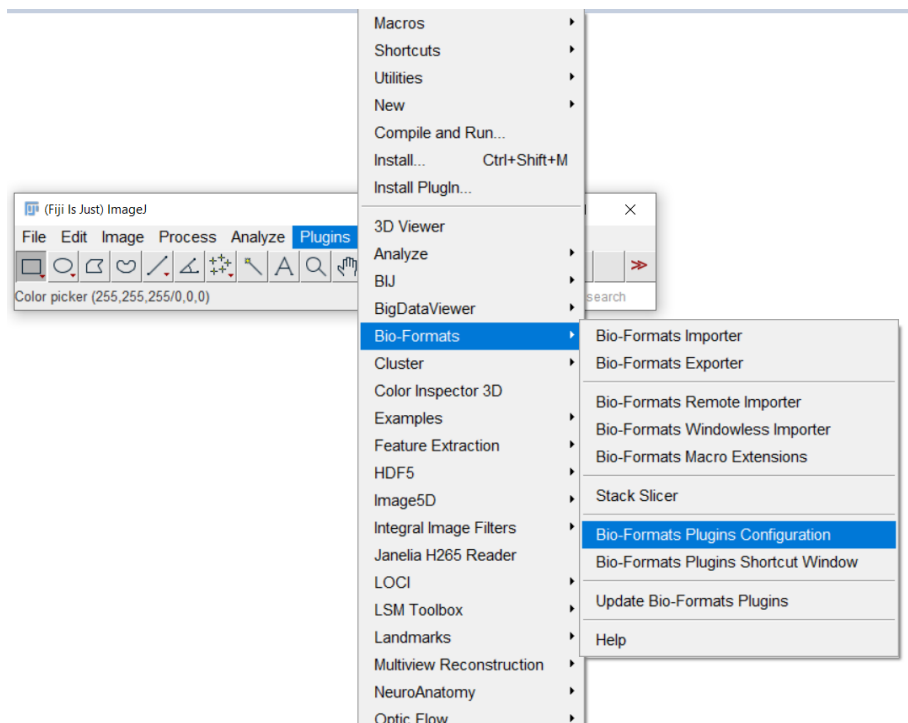 Macros
Shortcuts
Utilities
New
Compile and Run...
Install... Ctrl+Shift+M
Install PlugIn...
(Fiji Is Just) ImageJ
File Edit Image Process Analyze Plugins
Color picker (255,255,255/0,0,0)
search
3D Viewer
Analyze
BIJ
BigDataViewer
Bio-Formats
Cluster
Color Inspector 3D
Examples
Feature Extraction
HDF5
Image5D
Integral Image Filters
Janelia H265 Reader
LOCI
LSM Toolbox
Landmarks
Multiview Reconstruction
NeuroAnatomy
Optic Flow
Bio-Formats Importer
Bio-Formats Exporter
Bio-Formats Remote Importer
Bio-Formats Windowless Importer
Bio-Formats Macro Extensions
Stack Slicer
Bio-Formats Plugins Configuration
Bio-Formats Plugins Shortcut Window
Update Bio-Formats Plugins
Help